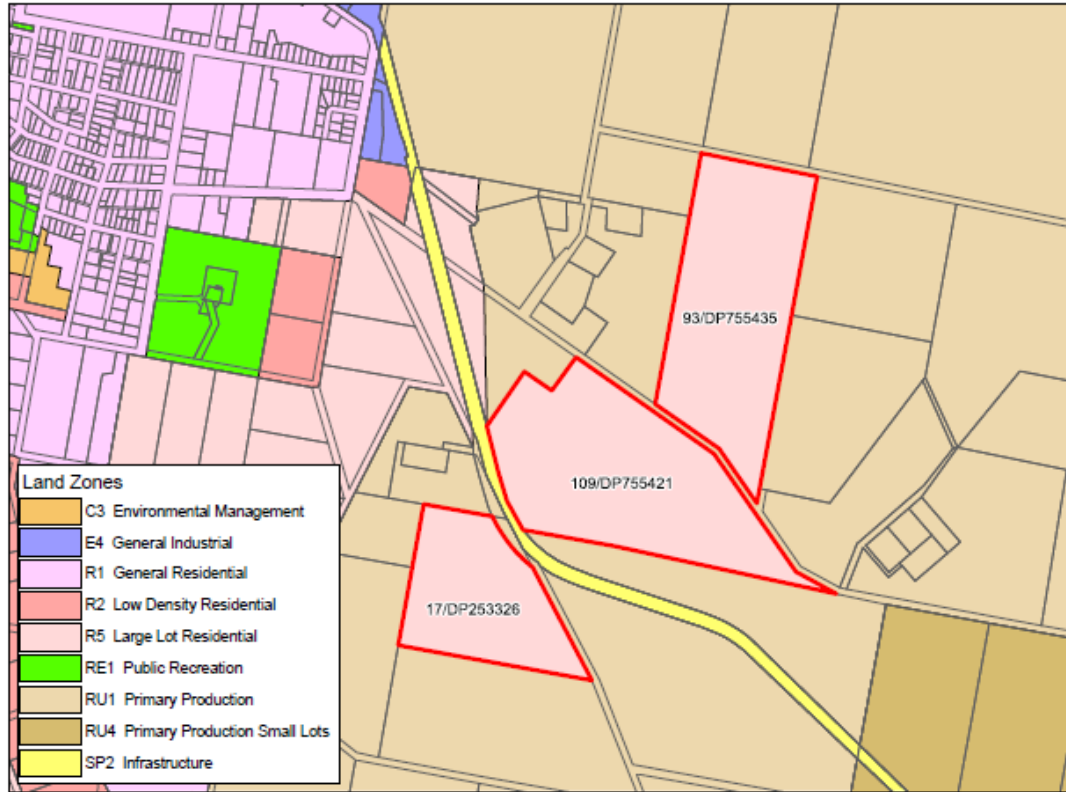 93/DP755435
109/DP755421
17/DP253326
Land Zones
C3 Environmental Management
E4 General Industrial
R1 General Residential
R2 Low Density Residential
R5 Large Lot Residential
RE1 Public Recreation
RU1 Primary Production
RU4 Primary Production Small Lots
SP2 Infrastructure